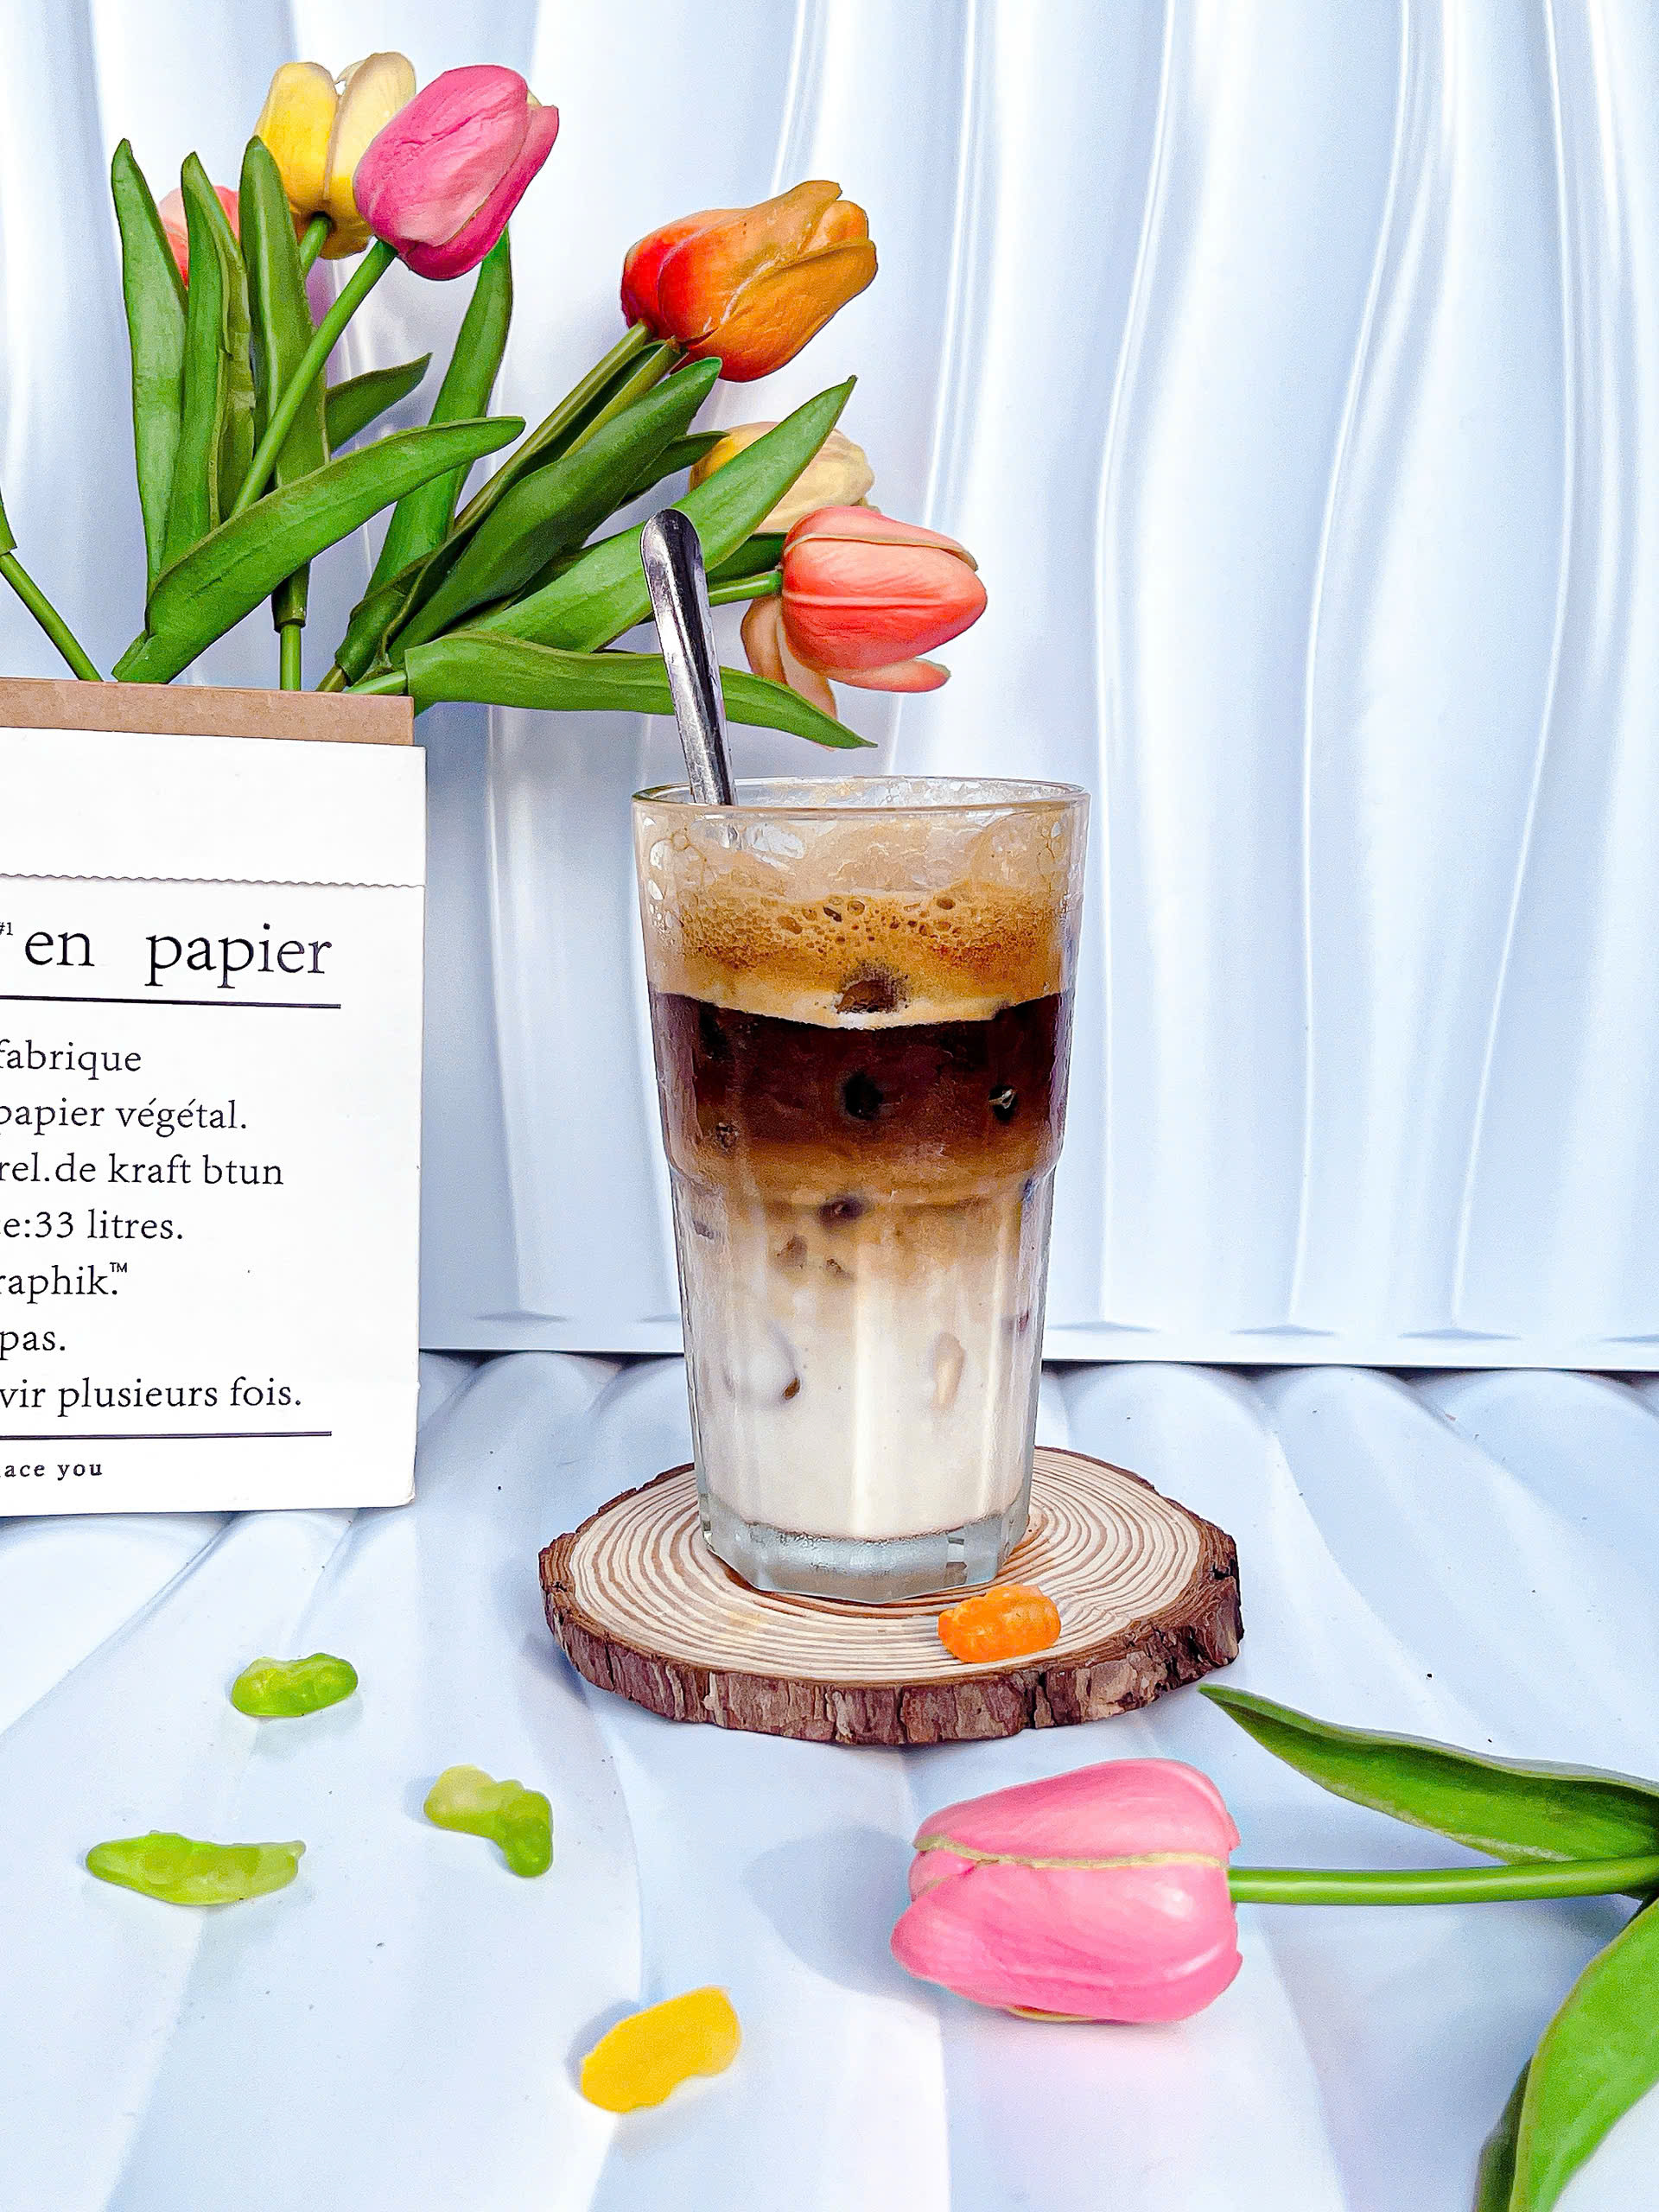 #1 en papier
fabrique
papier végétal.
rel.de kraft btun
e:33 litres.
raphik.™
pas.
vir plusieurs fois.
ace you